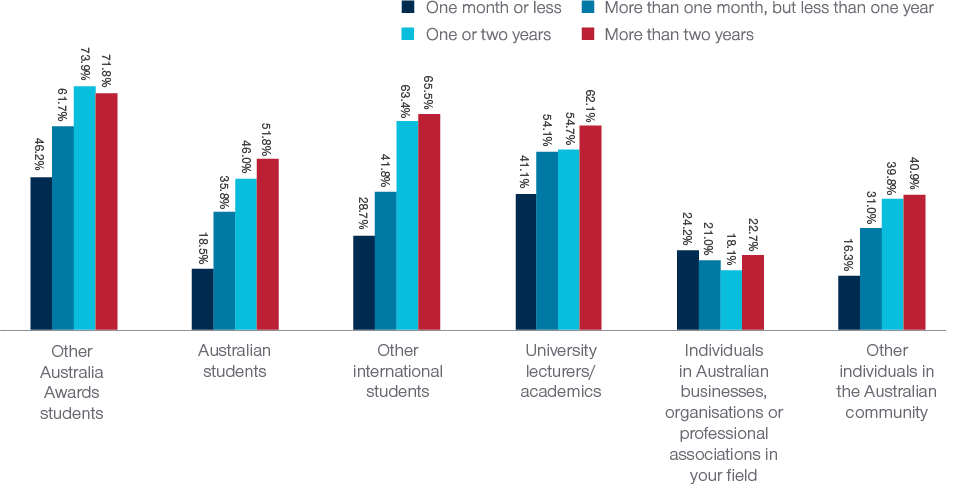 One month or less
More than one month, but less than one year
One or two years
More than two years
46.2%
61.7%
73.9%
71.8%
18.5%
35.8%
46.0%
51.8%
28.7%
41.8%
63.4%
65.5%
41.1%
54.1%
54.7%
62.1%
24.2%
21.0%
18.1%
22.7%
16.3%
31.0%
39.8%
40.9%
Other
Australia
Awards
students
Australian
students
Other
international
students
University
lecturers/
academics
Individuals
in Australian
businesses,
organisations or
professional
associations in
your field
Other
individuals in
the Australian
community